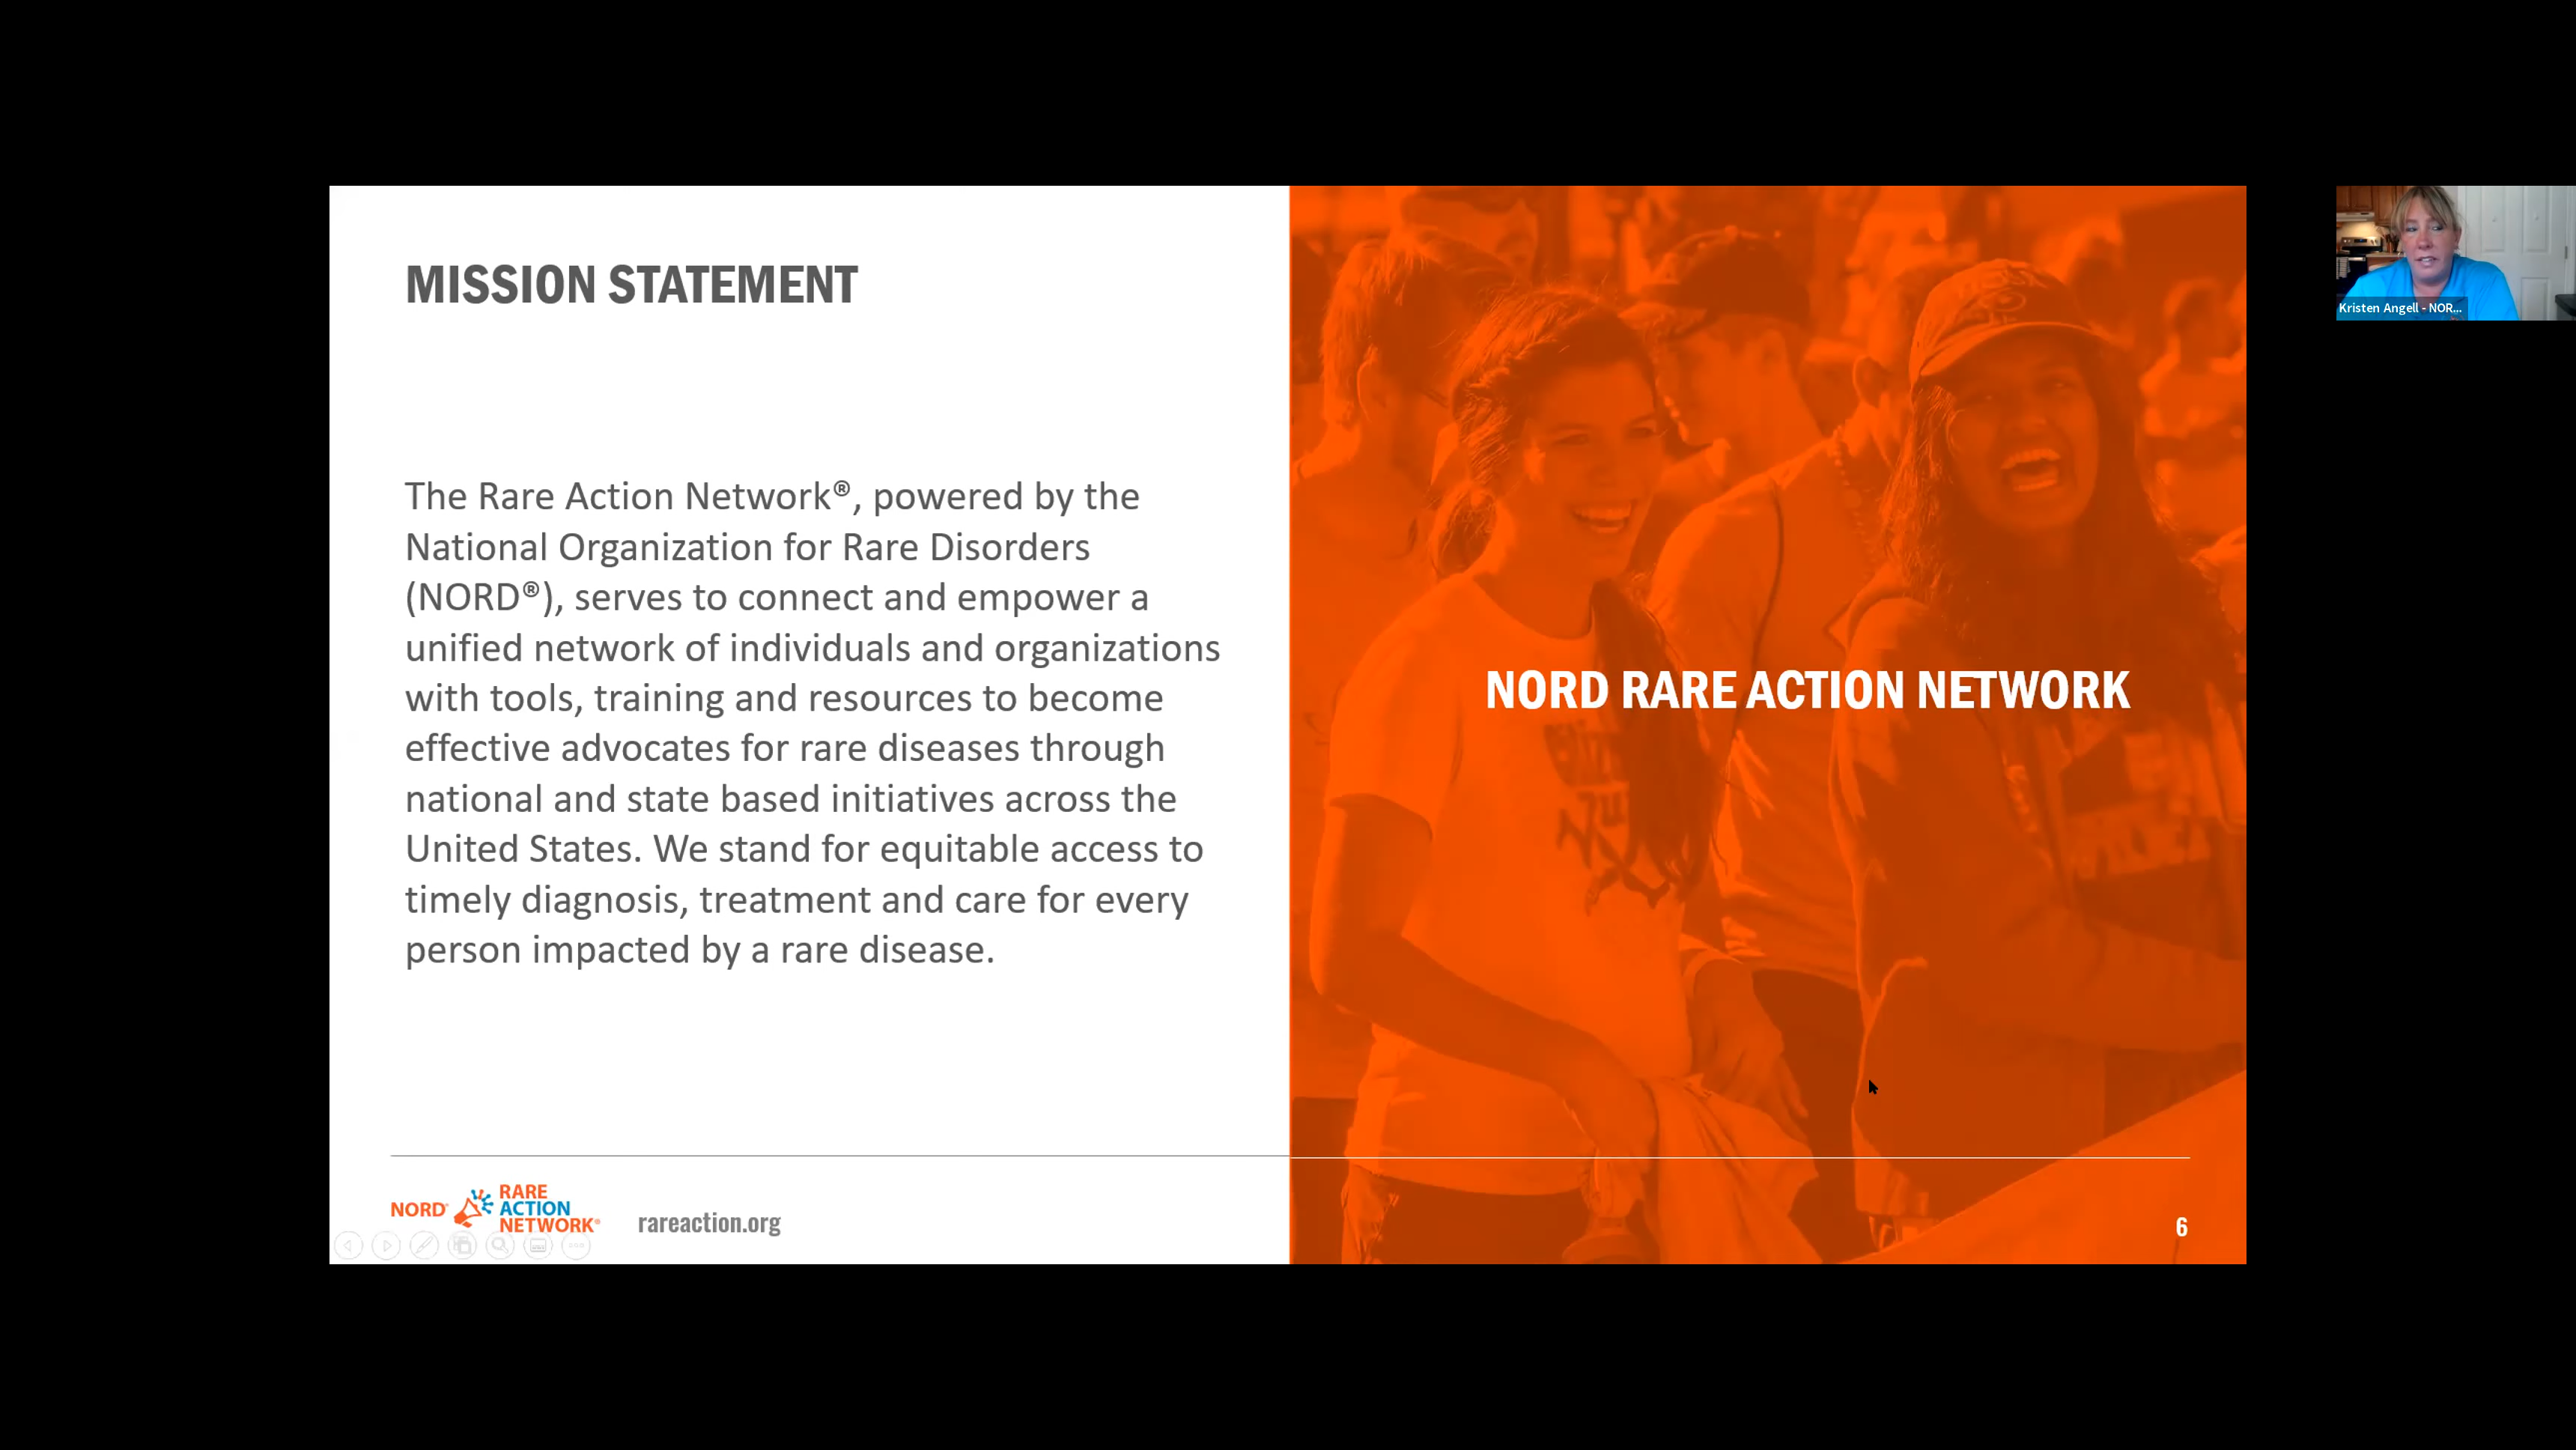 MISSION STATEMENT
The Rare Action Network®, powered by the
National Organization for Rare Disorders
(NORD®), serves to connect and empower a
unified network of individuals and organizations
with tools, training and resources to become
effective advocates for rare diseases through
national and state based initiatives across the
United States. We stand for equitable access to
timely diagnosis, treatment and care for every
person impacted by a rare disease.
NORD RARE ACTION NETWORK
Kristen Angell - NOR...
NORD®
RARE
ACTION
NETWORK®
rareaction.org
6